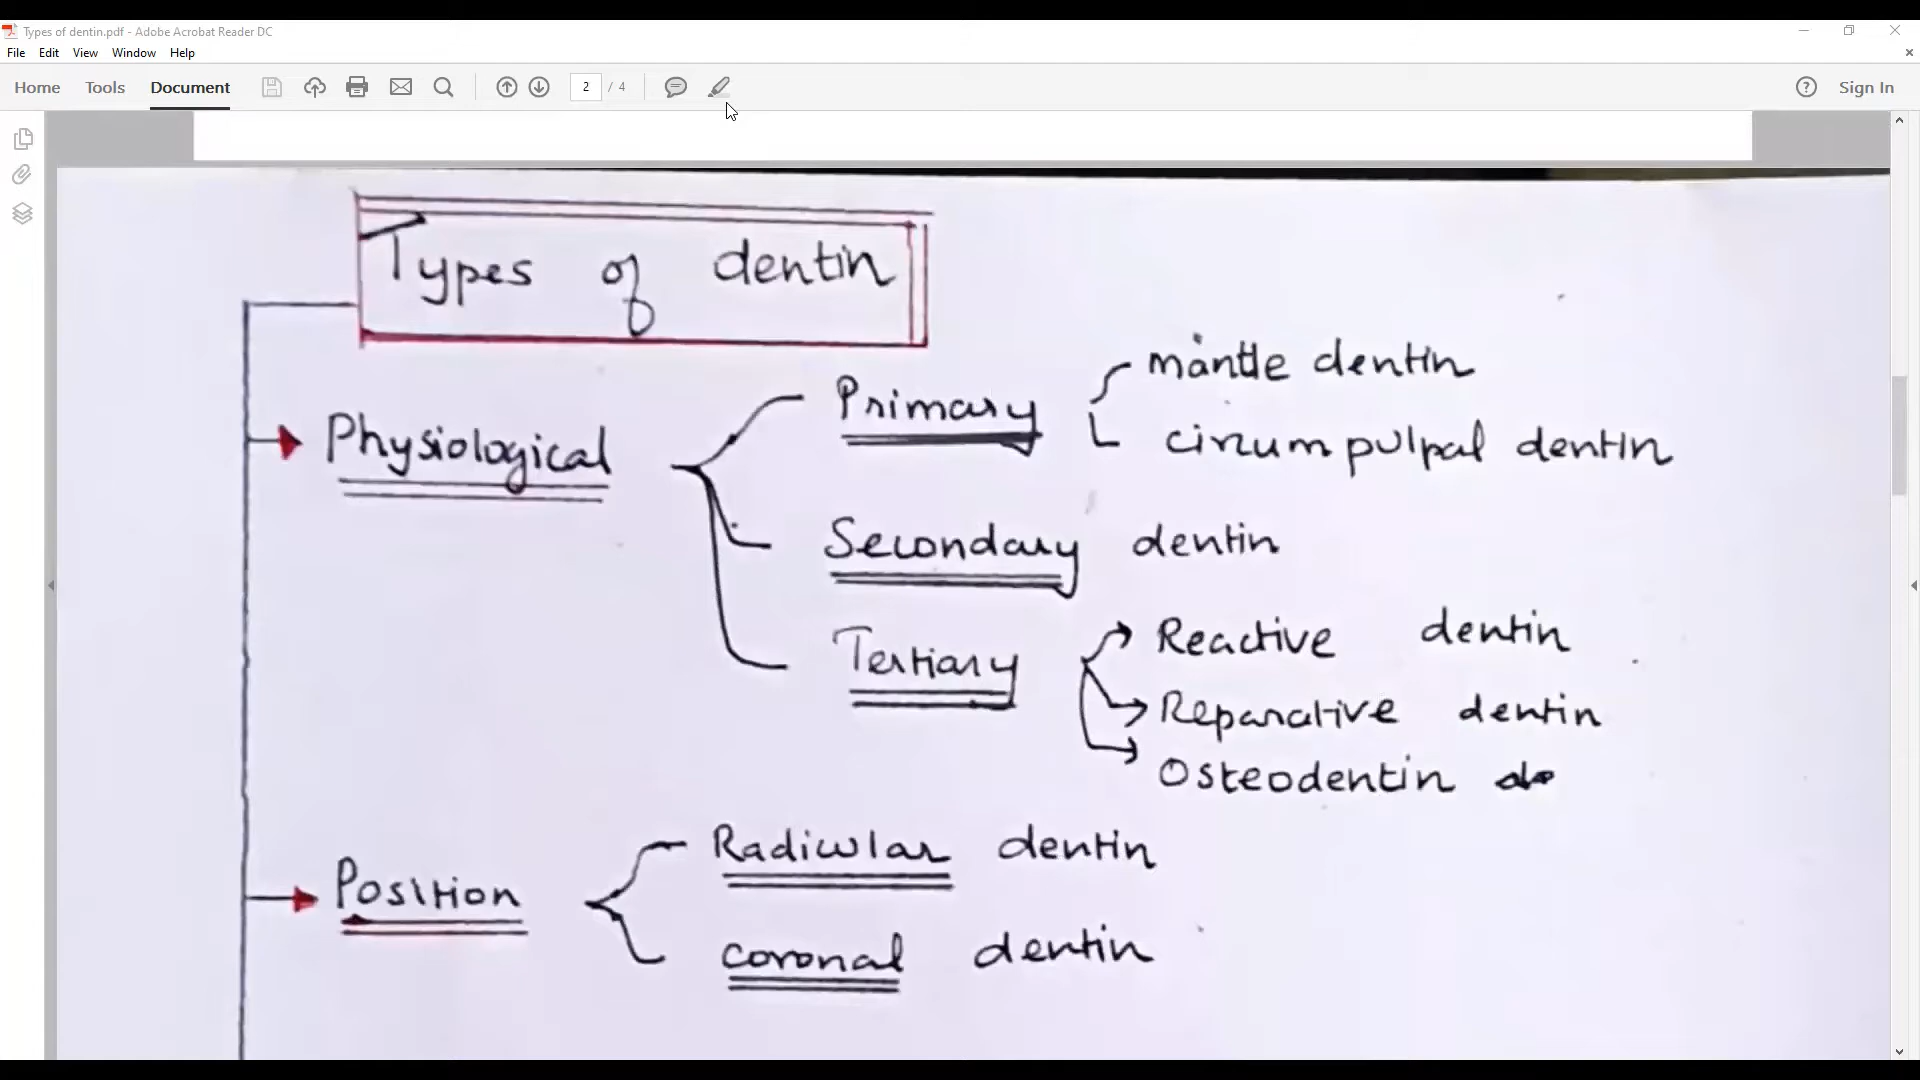 Types of dentin.pdf - Adobe Acrobat Reader DC
File Edit View Window Help
Home Tools Document 2 / 4 Sign In
Types of dentin
mantle dentin
Primary
circumpulpal dentin
Physiological
Secondary dentin
Reactive dentin
Tertiary
Reparative dentin
Osteodentin
Radicular dentin
Position
coronal dentin